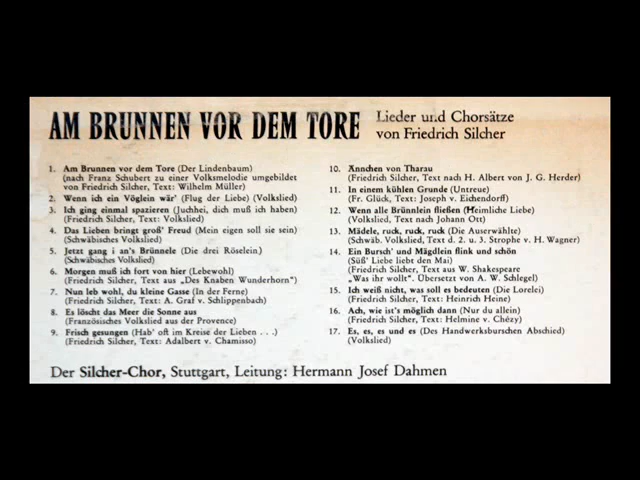 AM BRUNNEN VOR DEM TORE
Lieder und Chorsätze
von Friedrich Silcher
1. Am Brunnen vor dem Tore (Der Lindenbaum)
(nach Franz Schubert zu einer Volksmelodie umgebildet
von Friedrich Silcher, Text: Wilhelm Müller)
2. Wenn ich ein Vöglein wär' (Flug der Liebe) (Volkslied)
3. Ich ging einmal spazieren (Juchhei, dich muß ich haben)
(Friedrich Silcher, Text: Volkslied)
4. Das Lieben bringt groß' Freud (Mein eigen soll sie sein)
(Schwäbisches Volkslied)
5. Jetzt gang i an's Brünnele (Die drei Röselein)
(Schwäbisches Volkslied)
6. Morgen muß ich fort von hier (Lebewohl)
(Friedrich Silcher, Text aus „Des Knaben Wunderhorn")
7. Nun leb wohl, du kleine Gasse (In der Ferne)
(Friedrich Silcher, Text: A. Graf v. Schlippenbach)
8. Es löscht das Meer die Sonne aus
(Französisches Volkslied aus der Provence)
9. Frisch gesungen (Hab' oft im Kreise der Lieben . . .)
(Friedrich Silcher, Text: Adalbert v. Chamisso)
10. Ännchen von Tharau
(Friedrich Silcher, Text nach H. Albert von J. G. Herder)
11. In einem kühlen Grunde (Untreue)
(Fr. Glück, Text: Joseph v. Eichendorff)
12. Wenn alle Brünnlein fließen (Heimliche Liebe)
(Volkslied, Text nach Johann Ott)
13. Mädele, ruck, ruck, ruck (Die Auserwählte)
(Schwäb. Volkslied, Text d. 2. u. 3. Strophe v. H. Wagner)
14. Ein Bursch' und Mägdlein flink und schön
(Süß' Liebe liebt den Mai)
(Friedrich Silcher, Text aus W. Shakespeare
„Was ihr wollt". Übersetzt von A. W. Schlegel)
15. Ich weiß nicht, was soll es bedeuten (Die Lorelei)
(Friedrich Silcher, Text: Heinrich Heine)
16. Ach, wie ist's möglich dann (Nur du allein)
(Friedrich Silcher, Text: Helmine v. Chézy)
17. Es, es, es und es (Des Handwerksburschen Abschied)
(Volkslied)
Der Silcher-Chor, Stuttgart, Leitung: Hermann Josef Dahmen